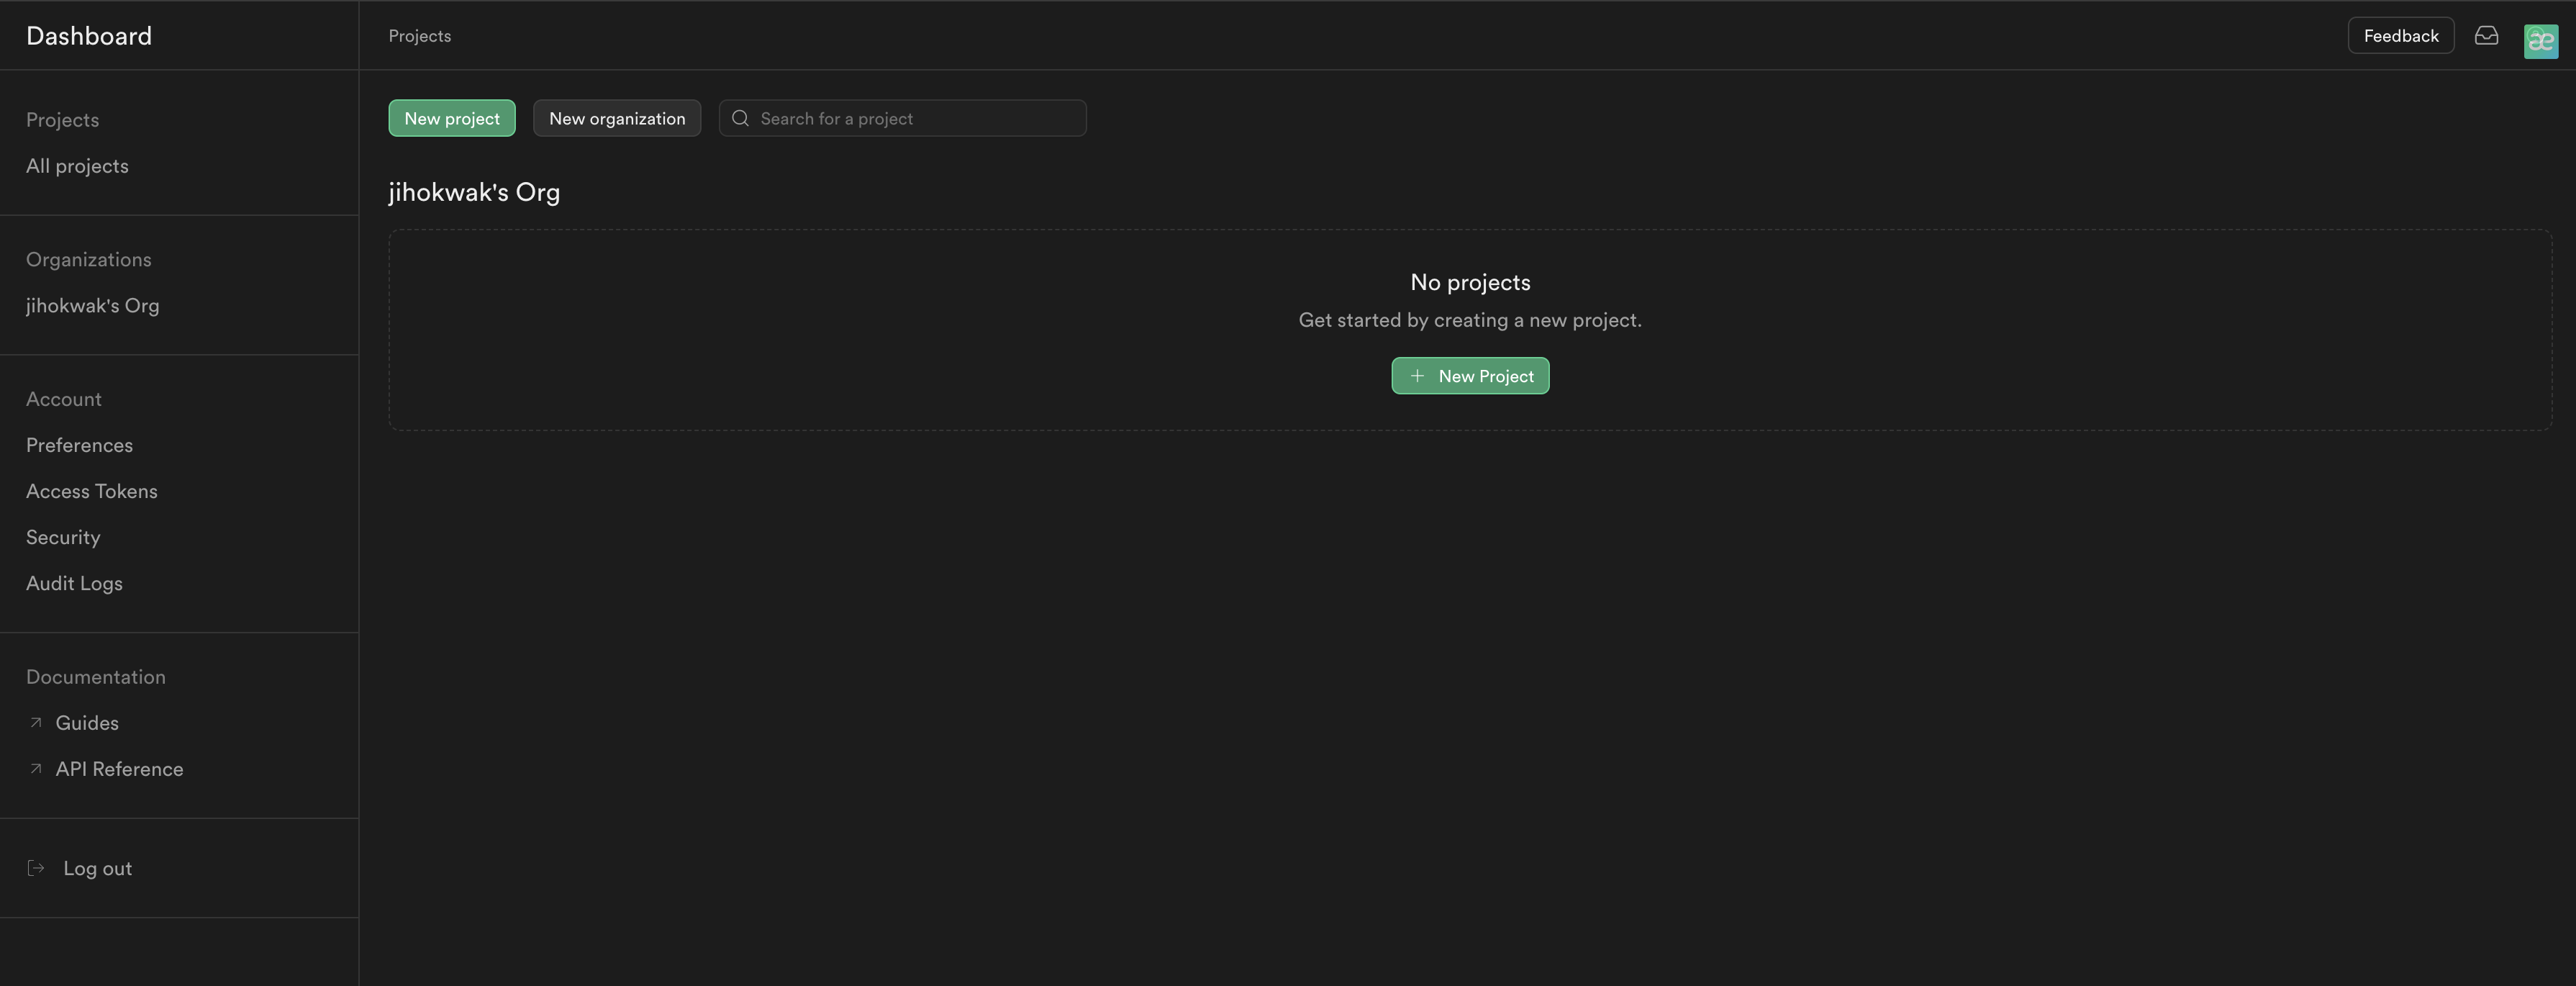 Dashboard
Projects
All projects
Organizations
jihokwak's Org
Account
Preferences
Access Tokens
Security
Audit Logs
Documentation
Guides
API Reference
Log out
Projects
Feedback
æ
New project
New organization
Search for a project
jihokwak's Org
No projects
Get started by creating a new project.
New Project